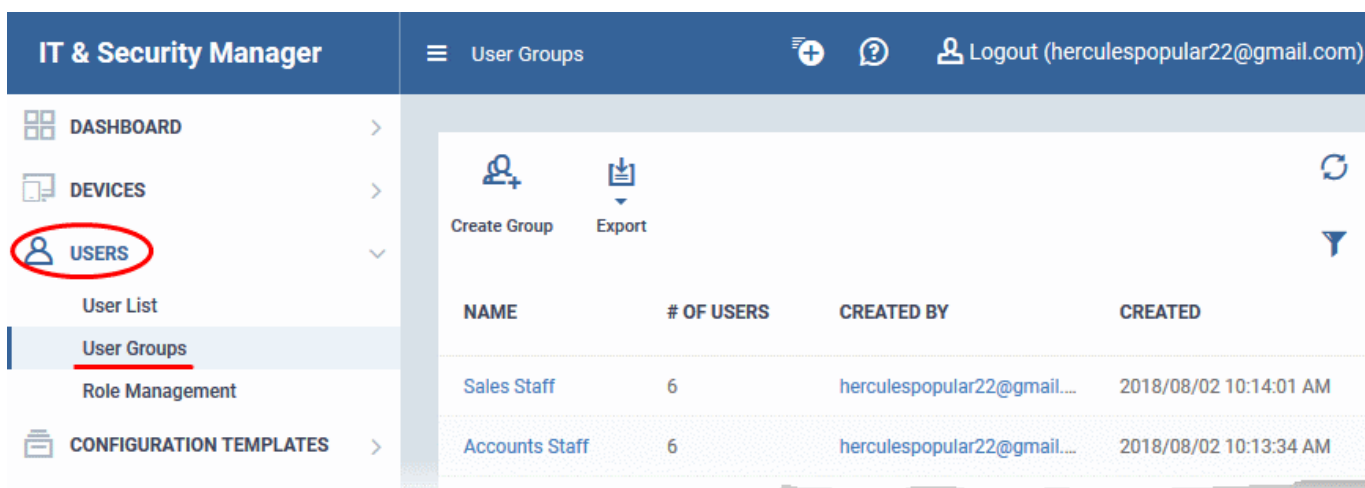 IT & Security Manager
User Groups
Logout (herculespopular22@gmail.com)
DASHBOARD
DEVICES
USERS
User List
User Groups
Role Management
CONFIGURATION TEMPLATES
Create Group
Export
NAME # OF USERS CREATED BY CREATED
Sales Staff 6 herculespopular22@gmail.... 2018/08/02 10:14:01 AM
Accounts Staff 6 herculespopular22@gmail.... 2018/08/02 10:13:34 AM